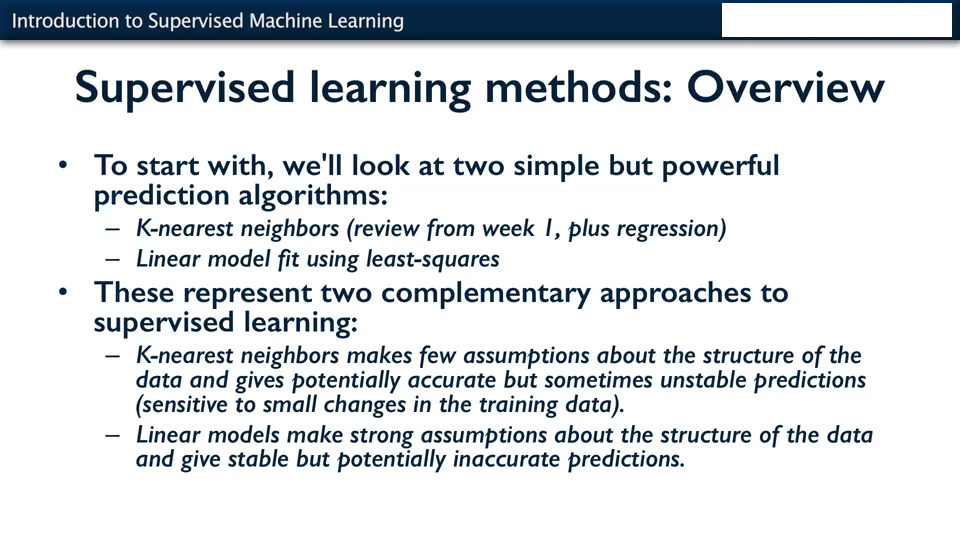 Introduction to Supervised Machine Learning
Supervised learning methods: Overview
• To start with, we'll look at two simple but powerful
prediction algorithms:
– K-nearest neighbors (review from week 1, plus regression)
– Linear model fit using least-squares
• These represent two complementary approaches to
supervised learning:
– K-nearest neighbors makes few assumptions about the structure of the
data and gives potentially accurate but sometimes unstable predictions
(sensitive to small changes in the training data).
– Linear models make strong assumptions about the structure of the data
and give stable but potentially inaccurate predictions.